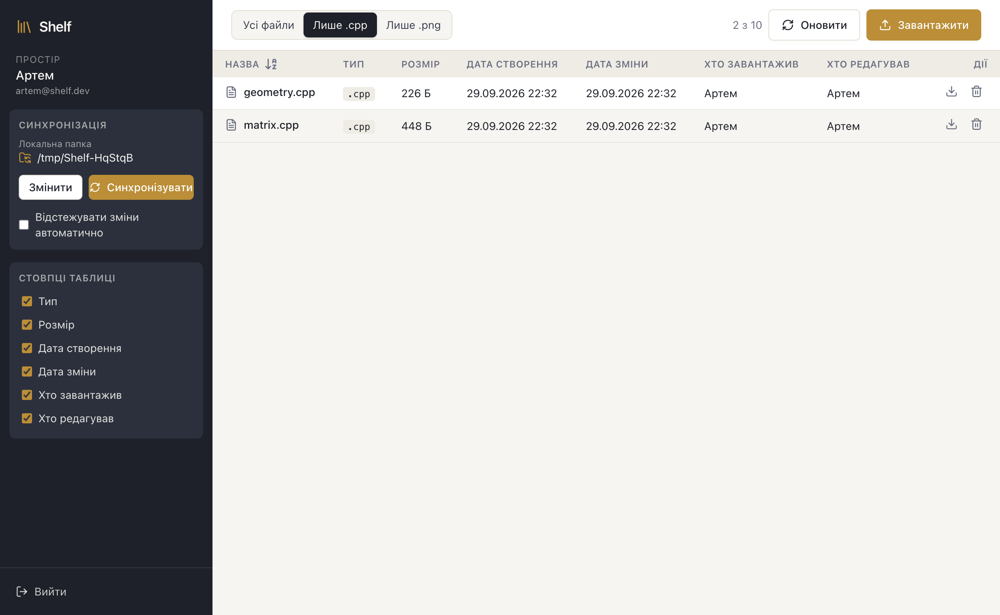 Shelf
ПРОСТІР
Артем
artem@shelf.dev
СИНХРОНІЗАЦІЯ
Локальна папка
/tmp/Shelf-HqStqB
Змінити Синхронізувати
Відстежувати зміни
автоматично
СТОВПЦІ ТАБЛИЦІ
Тип
Розмір
Дата створення
Дата зміни
Хто завантажив
Хто редагував
Вийти
Усі файли Лише .cpp Лише .png 2 з 10 Оновити Завантажити
НАЗВА ТИП РОЗМІР ДАТА СТВОРЕННЯ ДАТА ЗМІНИ ХТО ЗАВАНТАЖИВ ХТО РЕДАГУВАВ ДІЇ
geometry.cpp .cpp 226 Б 29.09.2026 22:32 29.09.2026 22:32 Артем Артем
matrix.cpp .cpp 448 Б 29.09.2026 22:32 29.09.2026 22:32 Артем Артем